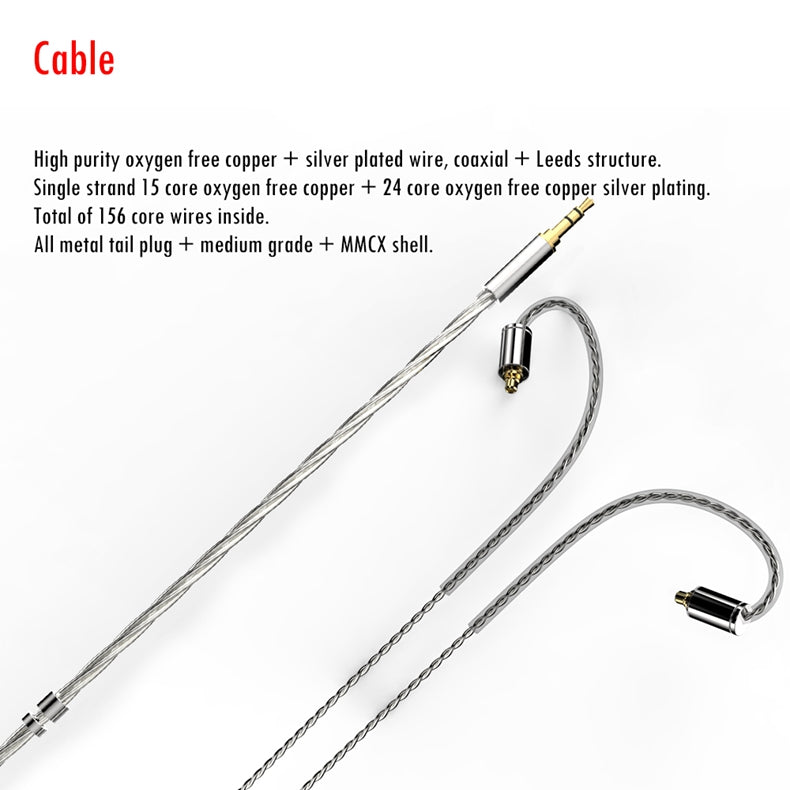 Cable
High purity oxygen free copper + silver plated wire, coaxial + Leeds structure.
Single strand 15 core oxygen free copper + 24 core oxygen free copper silver plating.
Total of 156 core wires inside.
All metal tail plug + medium grade + MMCX shell.